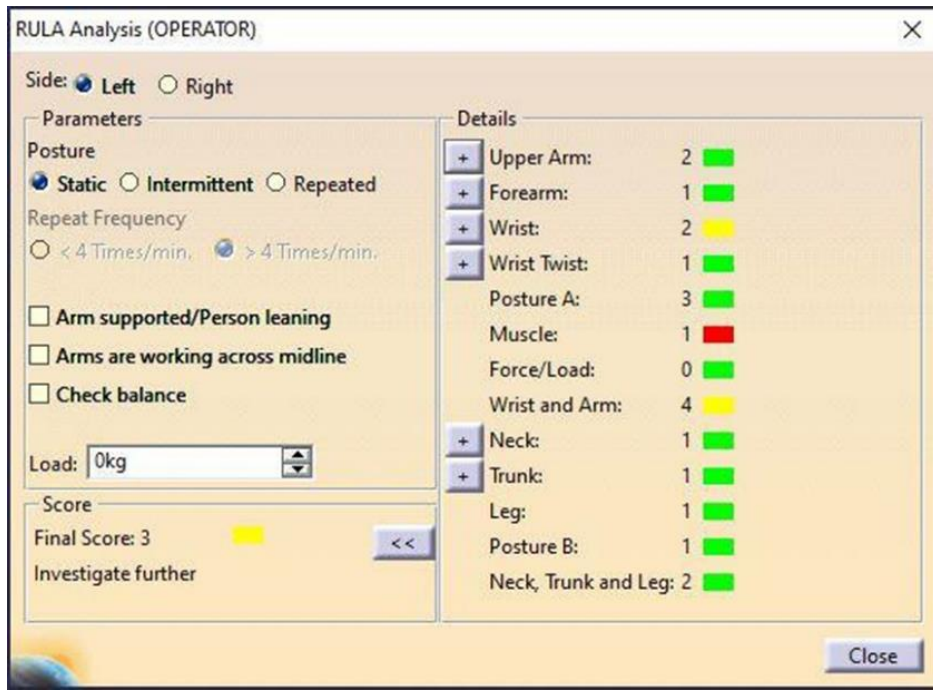 RULA Analysis (OPERATOR)
Side: Left Right
Parameters
Posture
Static Intermittent Repeated
Repeat Frequency
< 4 Times/min. > 4 Times/min.
Arm supported/Person leaning
Arms are working across midline
Check balance
Load: 0kg
Score
Final Score: 3
<<
Investigate further
Details
+ Upper Arm: 2
+ Forearm: 1
+ Wrist: 2
+ Wrist Twist: 1
Posture A: 3
Muscle: 1
Force/Load: 0
Wrist and Arm: 4
+ Neck: 1
+ Trunk: 1
Leg: 1
Posture B: 1
Neck, Trunk and Leg: 2
Close